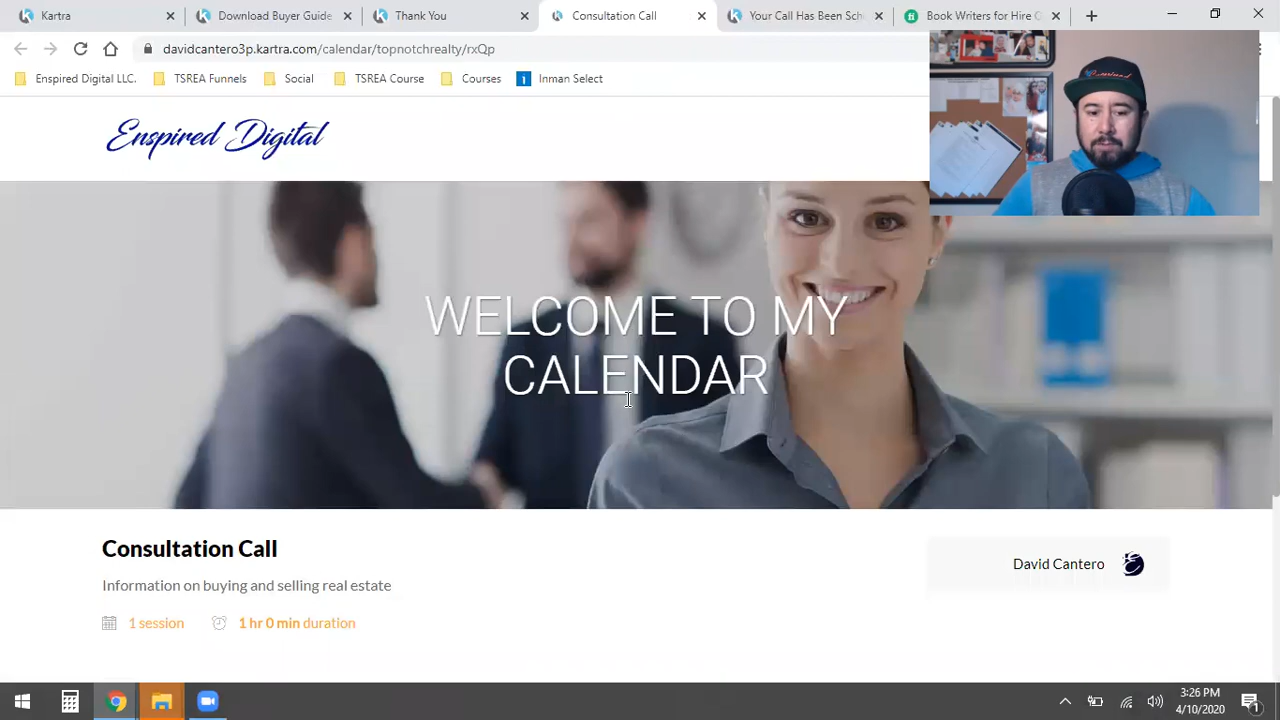 Kartra
Download Buyer Guide
Thank You
Consultation Call
Your Call Has Been Sch
Book Writers for Hire O
davidcantero3p.kartra.com/calendar/topnotchrealty/rxQp
Enspired Digital LLC.
TSREA Funnels
Social
TSREA Course
Courses
Inman Select
Enspired Digital
WELCOME TO MY
CALENDAR
Consultation Call
David Cantero
Information on buying and selling real estate
1 session
1 hr 0 min duration
3:26 PM
4/10/2020